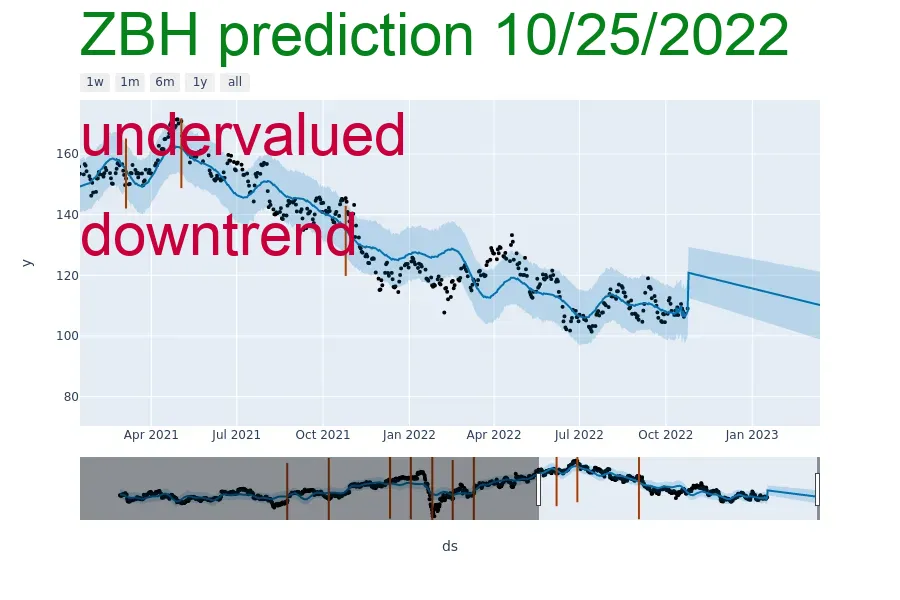 ZBH prediction 10/25/2022
1w 1m 6m 1y all
undervalued
160
140
downtrend
y
120
100
80
Apr 2021 Jul 2021 Oct 2021 Jan 2022 Apr 2022 Jul 2022 Oct 2022 Jan 2023
ds